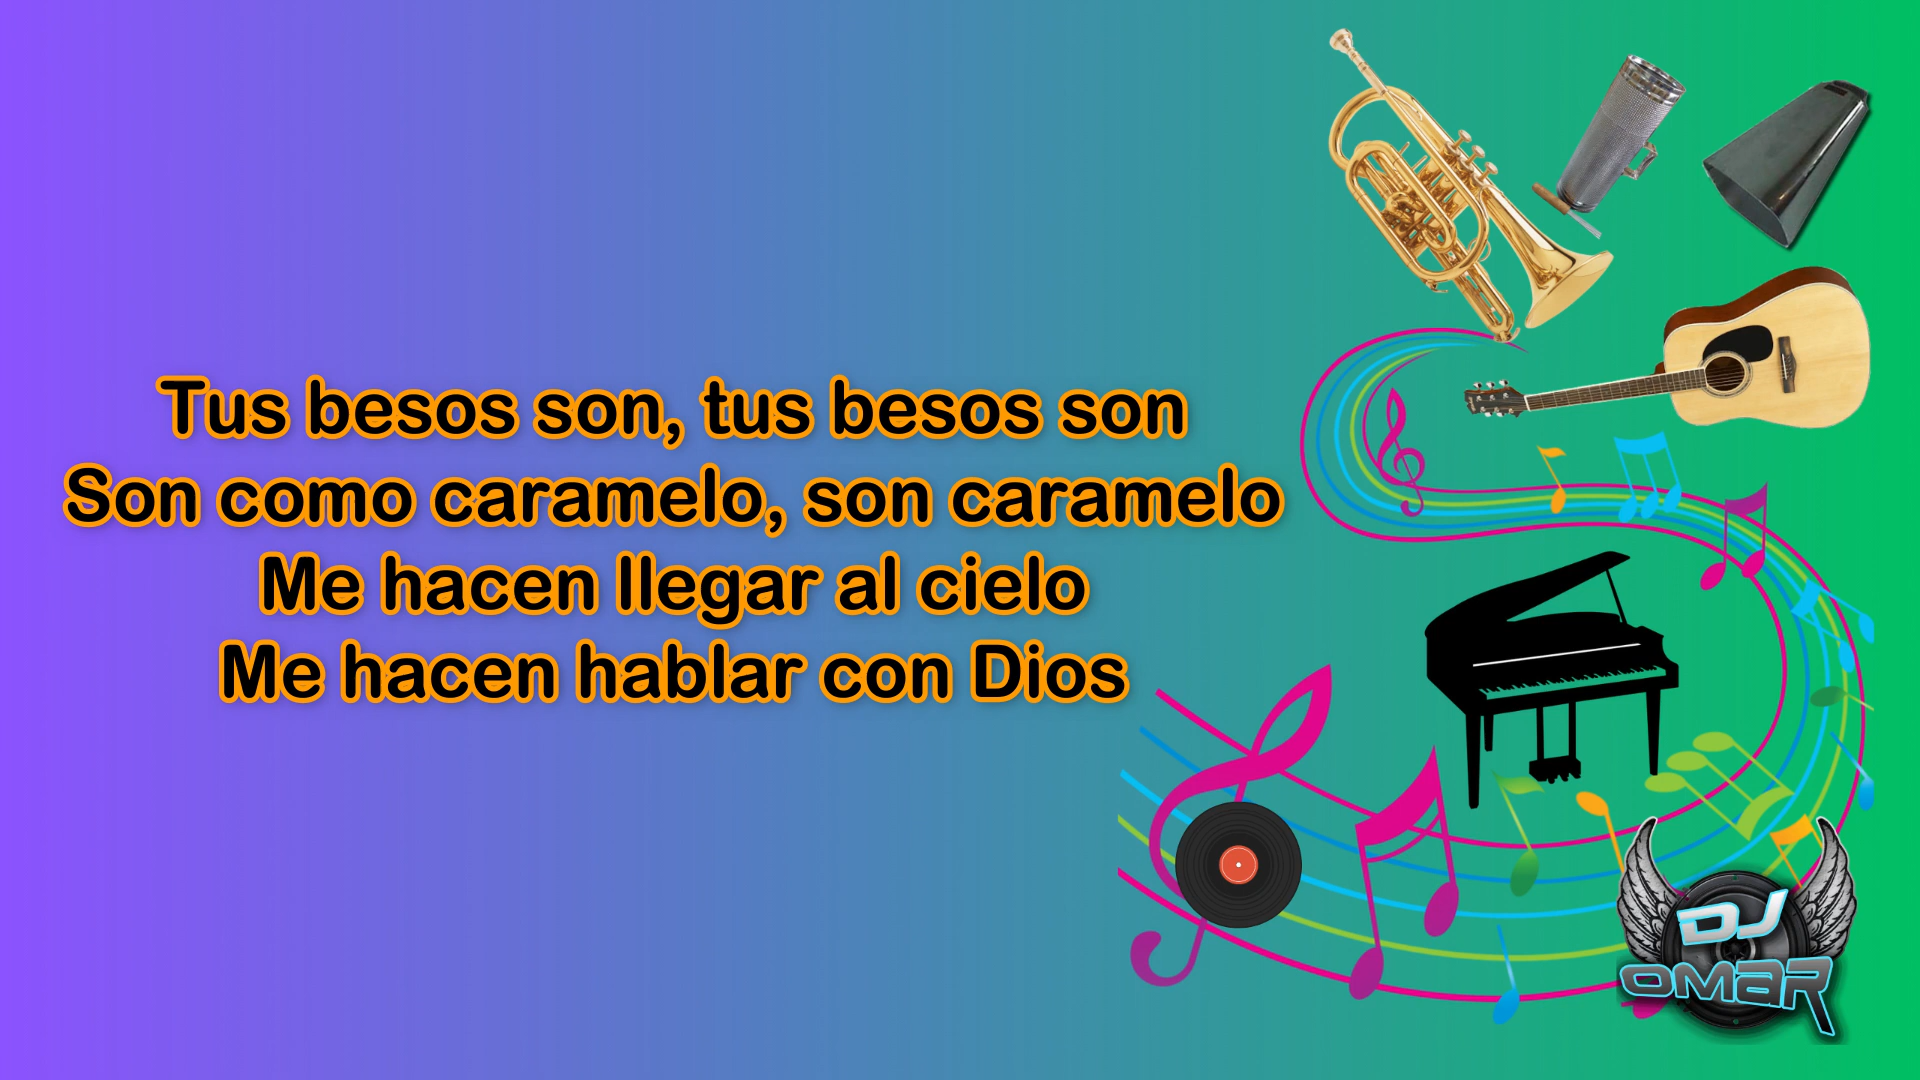 Tus besos son, tus besos son
Son como caramelo, son caramelo
Me hacen llegar al cielo
Me hacen hablar con Dios
DJ
OMAR